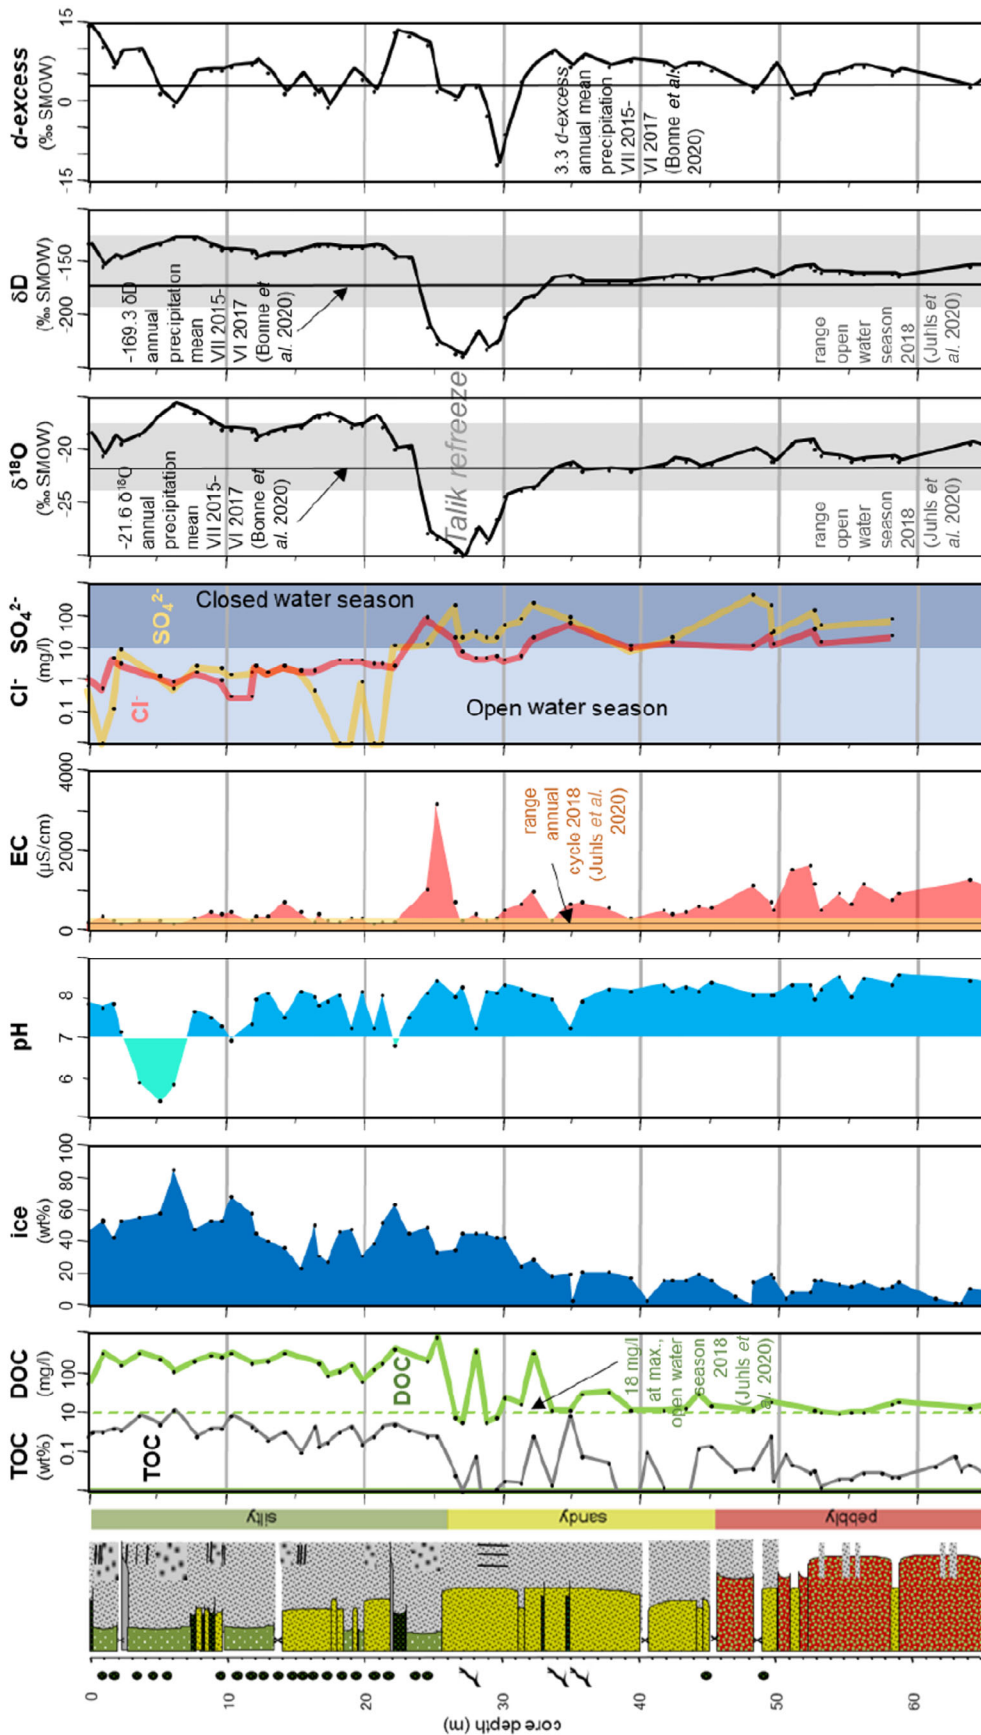 d-excess
(‰ SMOW)
-15
0
15
3.3 d-excess
annual mean
precipitation
VII 2015-
VI 2017
(Bonne et al.
2020)
δD
(‰ SMOW)
-200
-150
-169.3 δD
annual
precipitation
mean
VII 2015-
VI 2017
(Bonne et
al. 2020)
range
open
water
season
2018
(Juhls et
al. 2020)
δ¹⁸O
(‰ SMOW)
-25
-20
-21.6 δ¹⁸O
annual
precipitation
mean
VII 2015-
VI 2017
(Bonne et
al. 2020)
Talik refreeze
range
open
water
season
2018
(Juhls et
al. 2020)
Cl⁻ SO₄²⁻
(mg/l)
0.1
1
10
100
SO₄²⁻
Cl⁻
Closed water season
Open water season
EC
(µS/cm)
0
2000
4000
range
annual
cycle 2018
(Juhls et al.
2020)
pH
6
7
8
ice
(wt%)
0
20
40
60
80
100
TOC
(wt%)
DOC
(mg/l)
0.1
10
100
TOC
DOC
18 mg/l
at max.,
open water
season
2018
(Juhls et
al. 2020)
silty
sandy
pebbly
0
10
20
30
40
50
60
core depth (m)